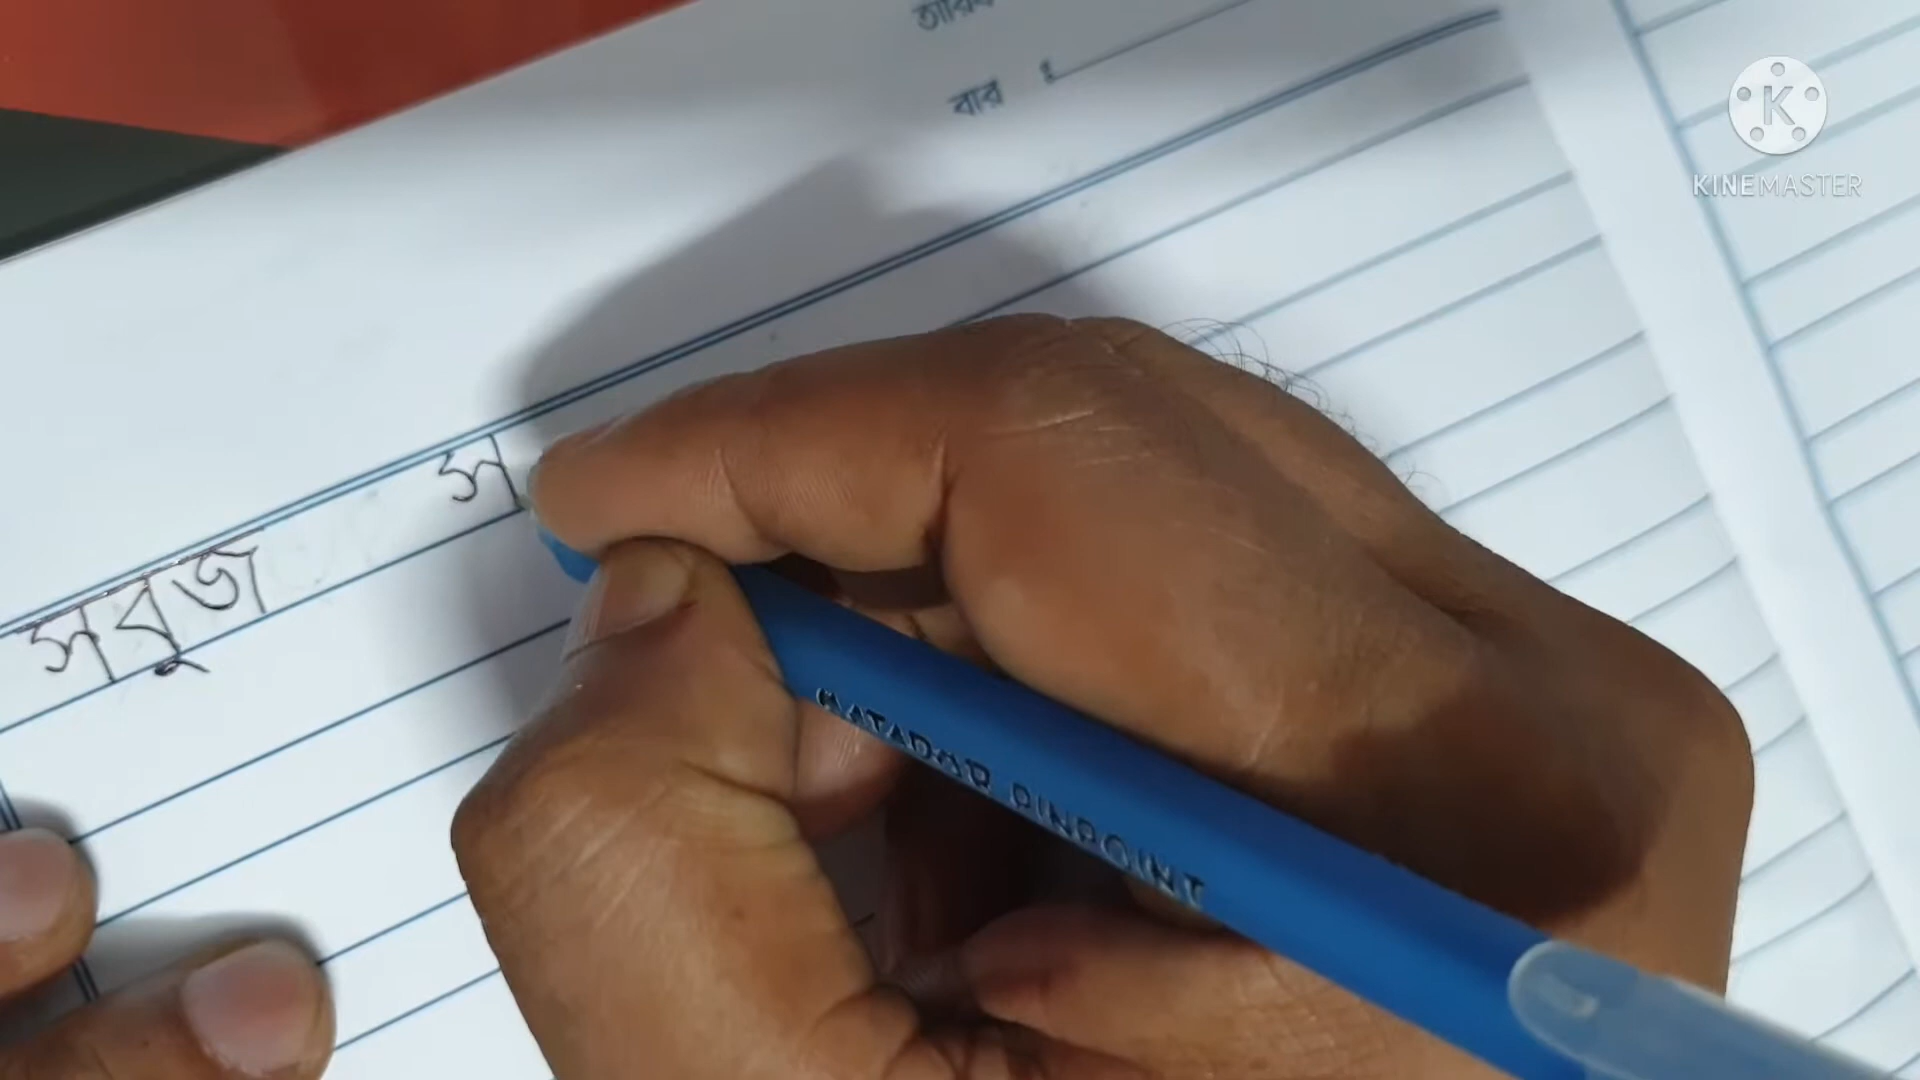 তারিখ
বার :
সবুজ স
MATADOR PINPOINT
K
KINEMASTER